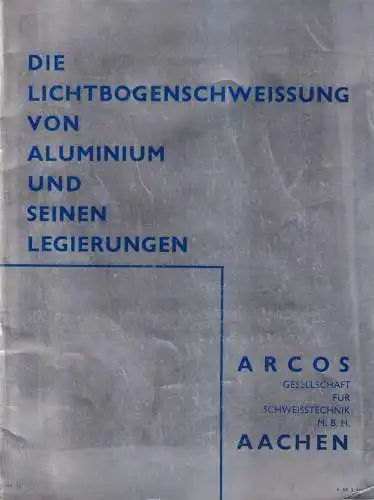 DIE
LICHTBOGENSCHWEISSUNG
VON
ALUMINIUM
UND
SEINEN
LEGIERUNGEN
ARCOS
GESELLSCHAFT
FÜR
SCHWEISSTECHNIK
M.B.H.
AACHEN